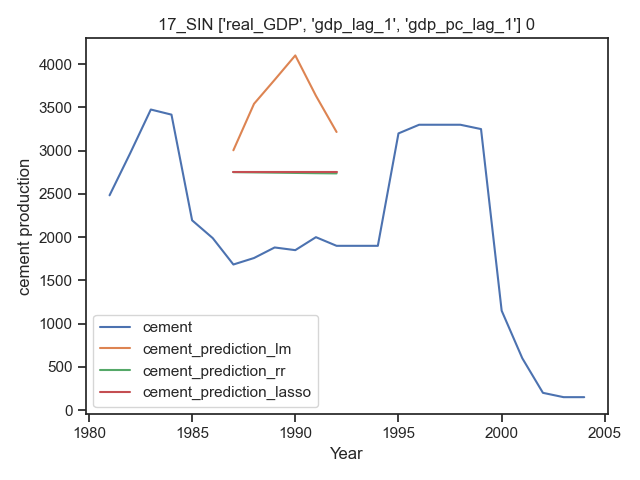 17_SIN ['real_GDP', 'gdp_lag_1', 'gdp_pc_lag_1'] 0
cement production
4000
3500
3000
2500
2000
1500
1000
500
0
cement
cement_prediction_lm
cement_prediction_rr
cement_prediction_lasso
1980
1985
1990
1995
2000
2005
Year